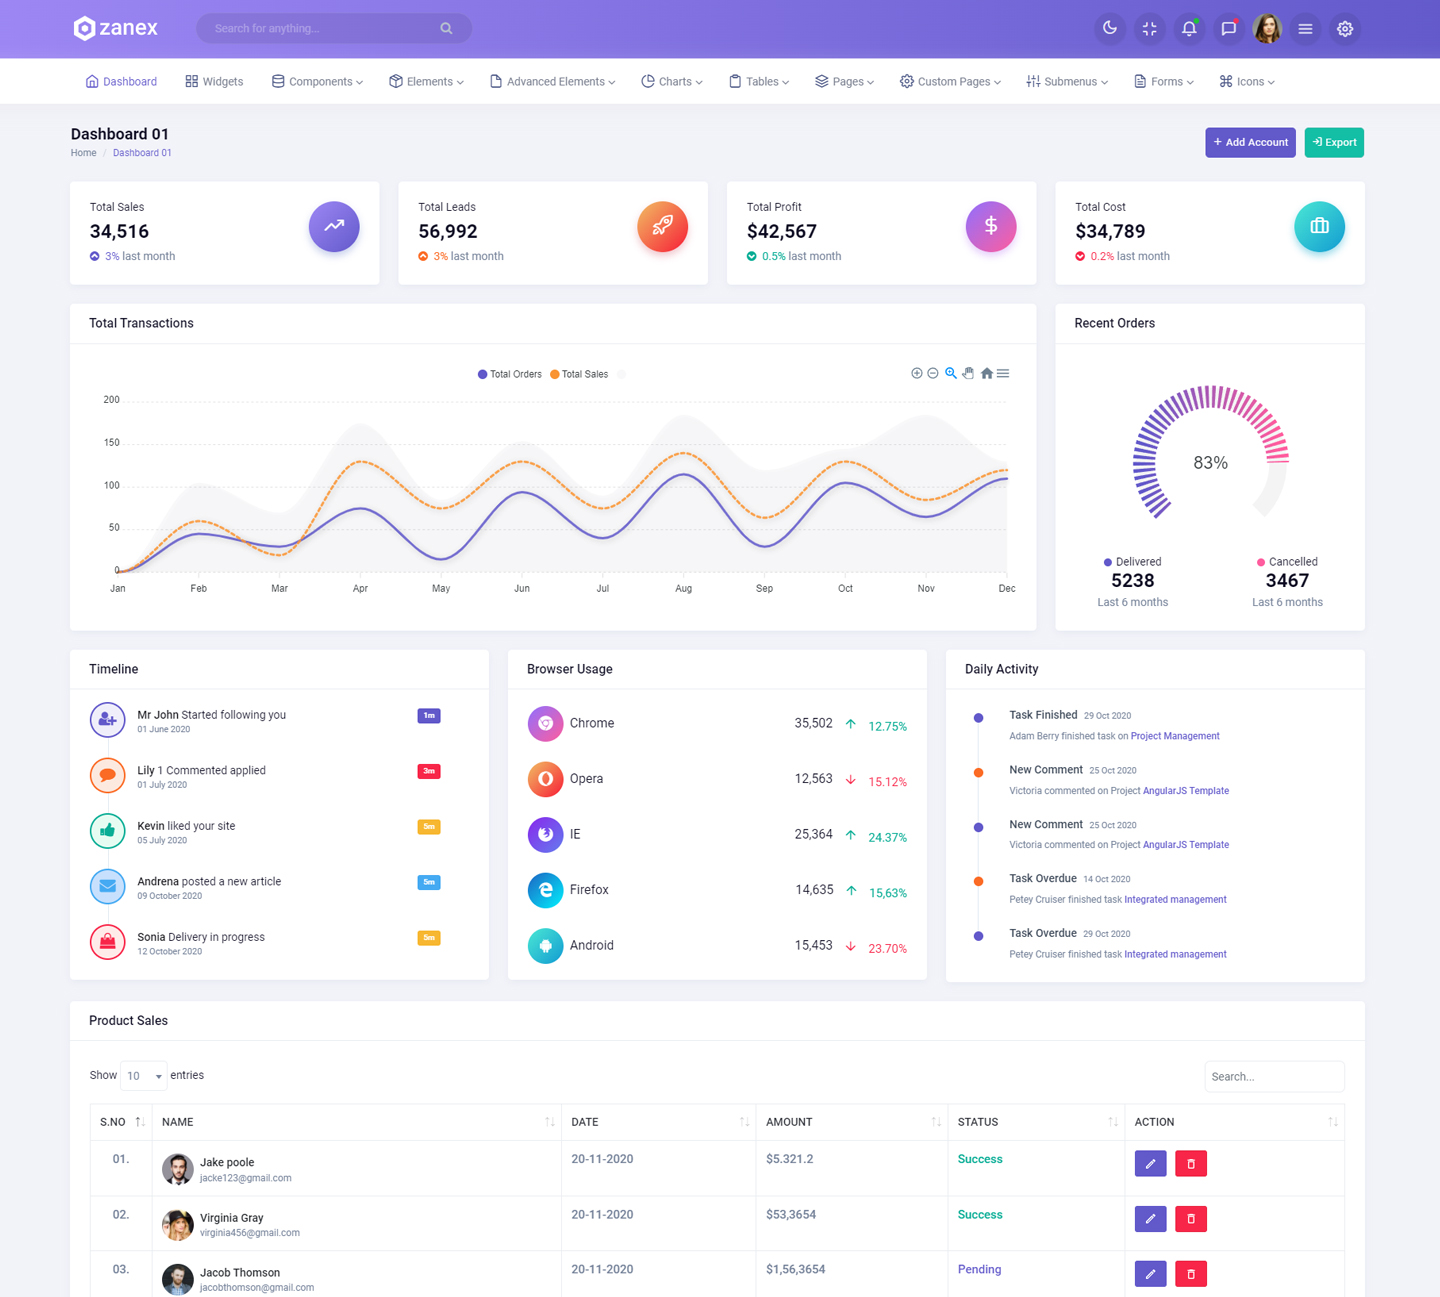 zanex
Search for anything...
Dashboard
Widgets
Components
Elements
Advanced Elements
Charts
Tables
Pages
Custom Pages
Submenus
Forms
Icons
Dashboard 01
Home / Dashboard 01
+ Add Account
Export
Total Sales
34,516
3% last month
Total Leads
56,992
3% last month
Total Profit
$42,567
0.5% last month
Total Cost
$34,789
0.2% last month
Total Transactions
Total Orders
Total Sales
200
150
100
50
0
Jan Feb Mar Apr May Jun Jul Aug Sep Oct Nov Dec
Recent Orders
83%
Delivered
5238
Last 6 months
Cancelled
3467
Last 6 months
Timeline
Mr John Started following you
1m
01 June 2020
Lily 1 Commented applied
3m
01 July 2020
Kevin liked your site
5m
05 July 2020
Andrena posted a new article
5m
09 October 2020
Sonia Delivery in progress
5m
12 October 2020
Browser Usage
Chrome 35,502 12.75%
Opera 12,563 15.12%
IE 25,364 24.37%
Firefox 14,635 15,63%
Android 15,453 23.70%
Daily Activity
Task Finished 29 Oct 2020
Adam Berry finished task on Project Management
New Comment 25 Oct 2020
Victoria commented on Project AngularJS Template
New Comment 25 Oct 2020
Victoria commented on Project AngularJS Template
Task Overdue 14 Oct 2020
Petey Cruiser finished task Integrated management
Task Overdue 29 Oct 2020
Petey Cruiser finished task Integrated management
Product Sales
Show 10 entries
Search...
S.NO NAME DATE AMOUNT STATUS ACTION
01. Jake poole 20-11-2020 $5.321.2 Success
jacke123@gmail.com
02. Virginia Gray 20-11-2020 $53,3654 Success
virginia456@gmail.com
03. Jacob Thomson 20-11-2020 $1,56,3654 Pending
jacobthomson@gmail.com